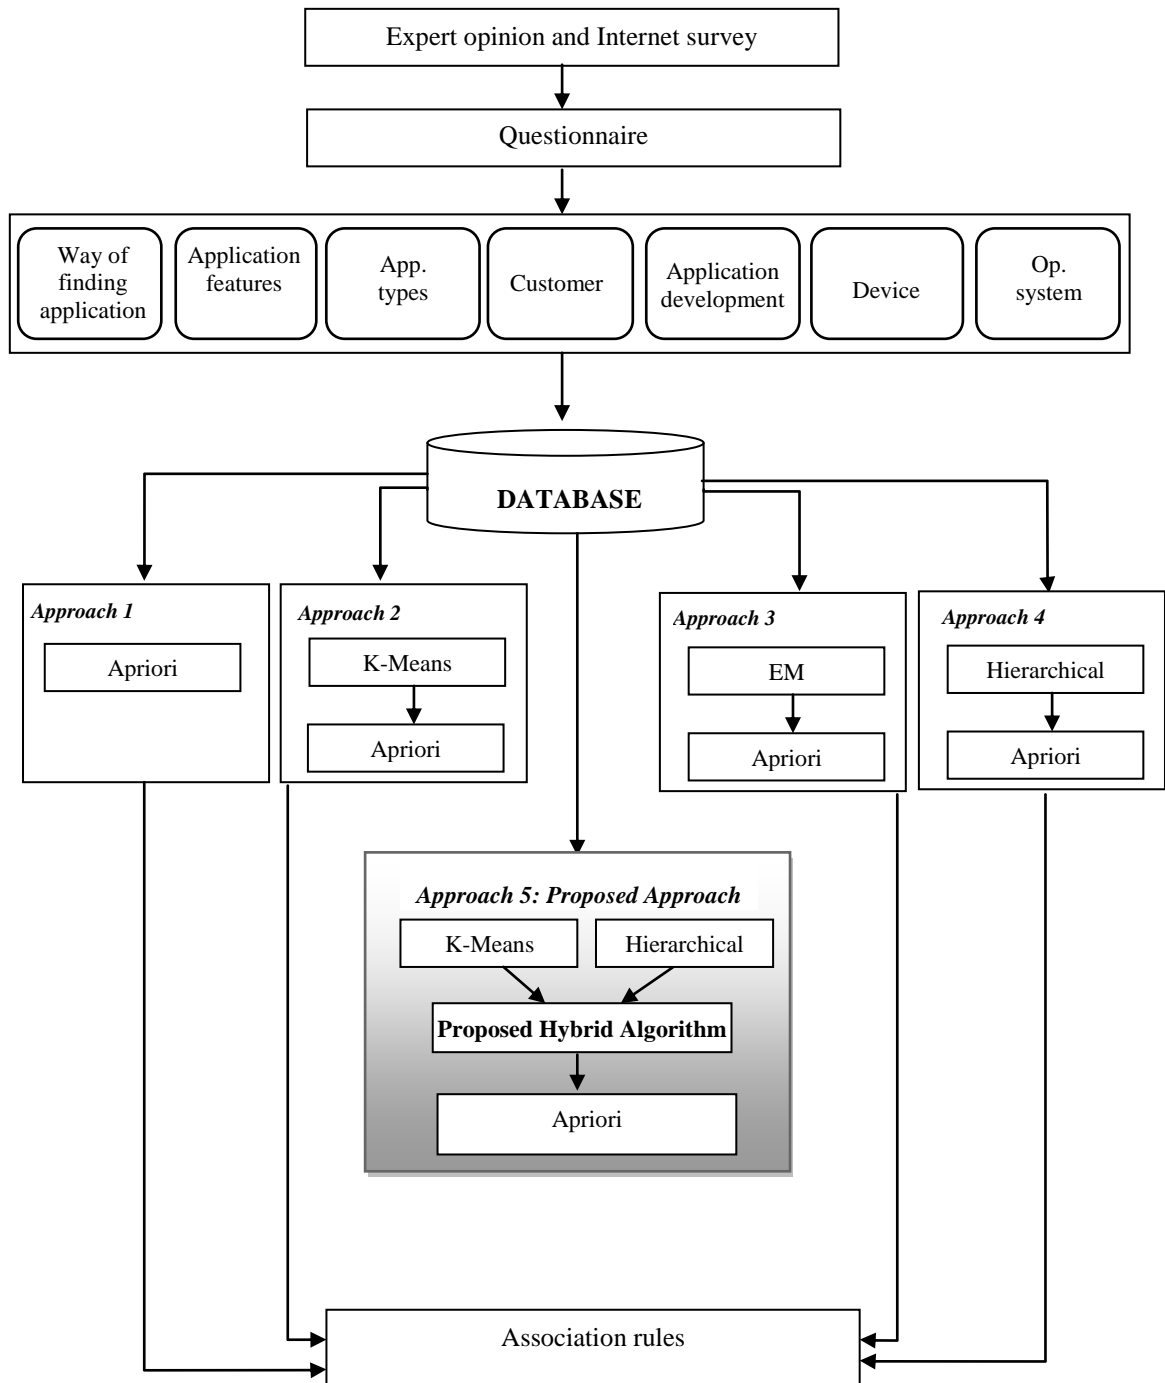 Expert opinion and Internet survey
Questionnaire
Way of
finding
application
Application
features
App.
types
Customer
Application
development
Device
Op.
system
DATABASE
Approach 1
Apriori
Approach 2
K-Means
Apriori
Approach 3
EM
Apriori
Approach 4
Hierarchical
Apriori
Approach 5: Proposed Approach
K-Means
Hierarchical
Proposed Hybrid Algorithm
Apriori
Association rules